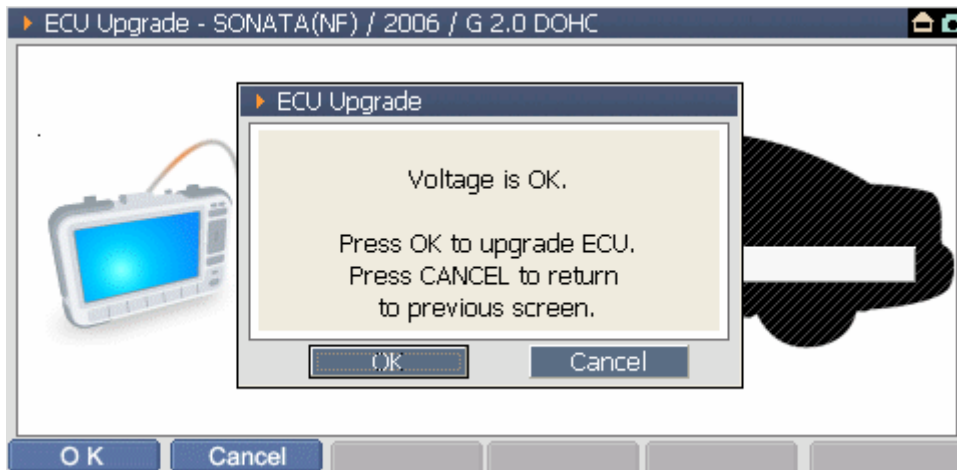 ECU Upgrade - SONATA(NF) / 2006 / G 2.0 DOHC
ECU Upgrade
Voltage is OK.
Press OK to upgrade ECU.
Press CANCEL to return
to previous screen.
OK Cancel
O K Cancel